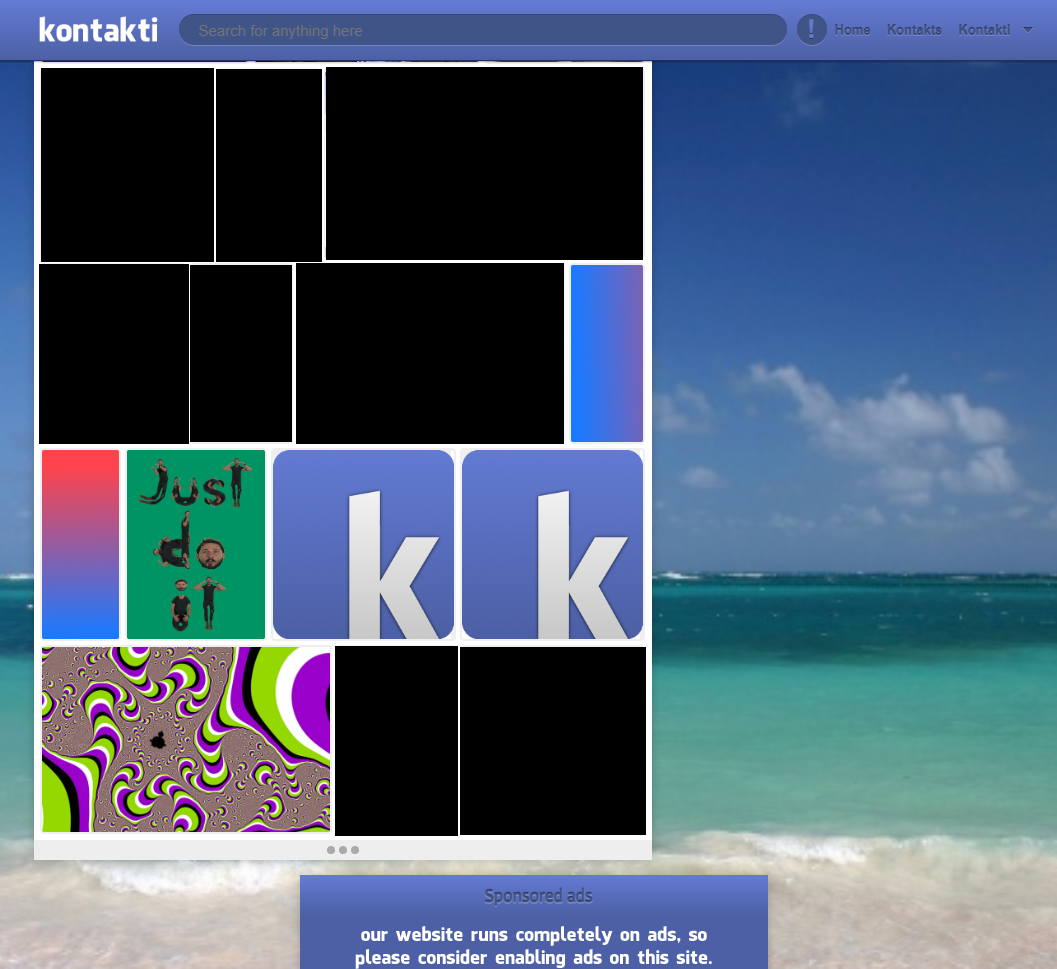 kontakti
Search for anything here
! Home Kontakts Kontakti
Just
do
it
k k
Sponsored ads
our website runs completely on ads, so
please consider enabling ads on this site.